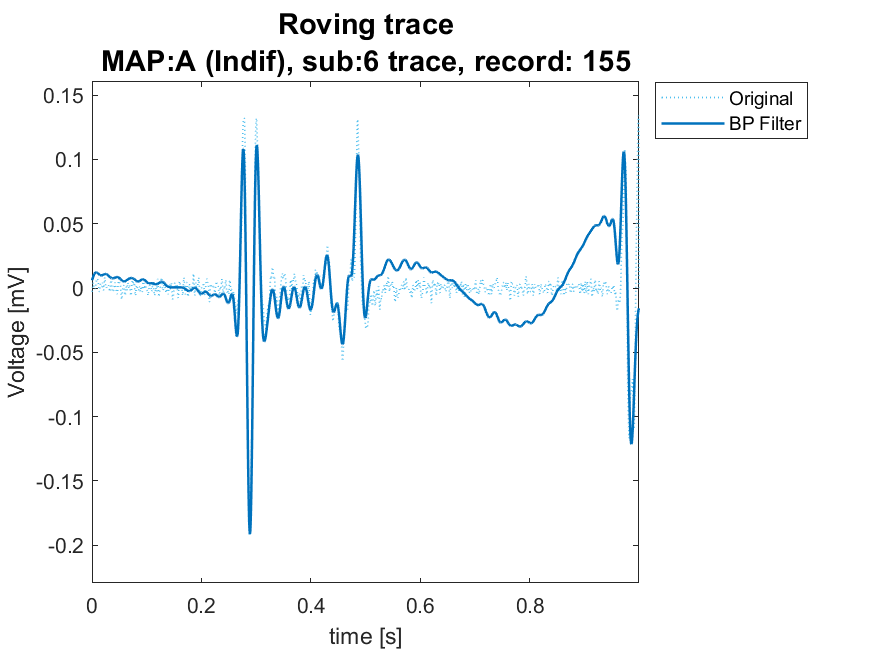 Roving trace
MAP:A (Indif), sub:6 trace, record: 155
Original
BP Filter
0.15
0.1
0.05
0
-0.05
-0.1
-0.15
-0.2
Voltage [mV]
0 0.2 0.4 0.6 0.8
time [s]